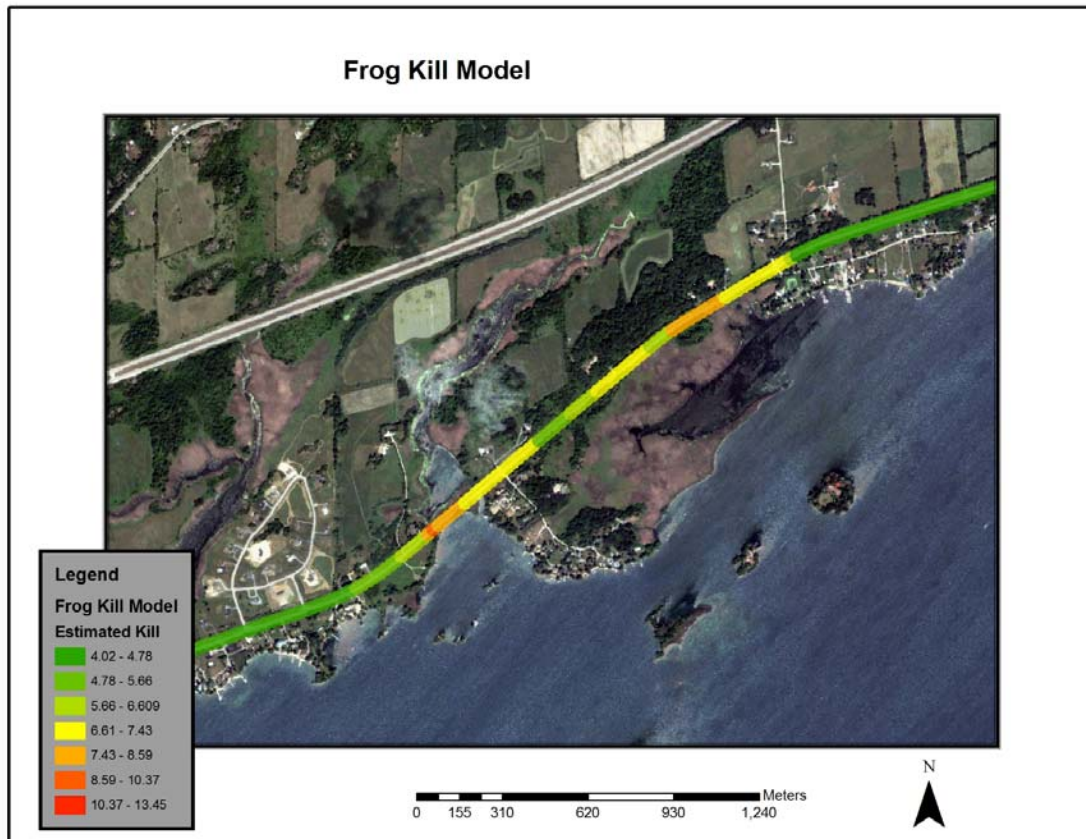 Frog Kill Model
Legend
Frog Kill Model
Estimated Kill
4.02 - 4.78
4.78 - 5.66
5.66 - 6.609
6.61 - 7.43
7.43 - 8.59
8.59 - 10.37
10.37 - 13.45
N
Meters
0 155 310 620 930 1,240